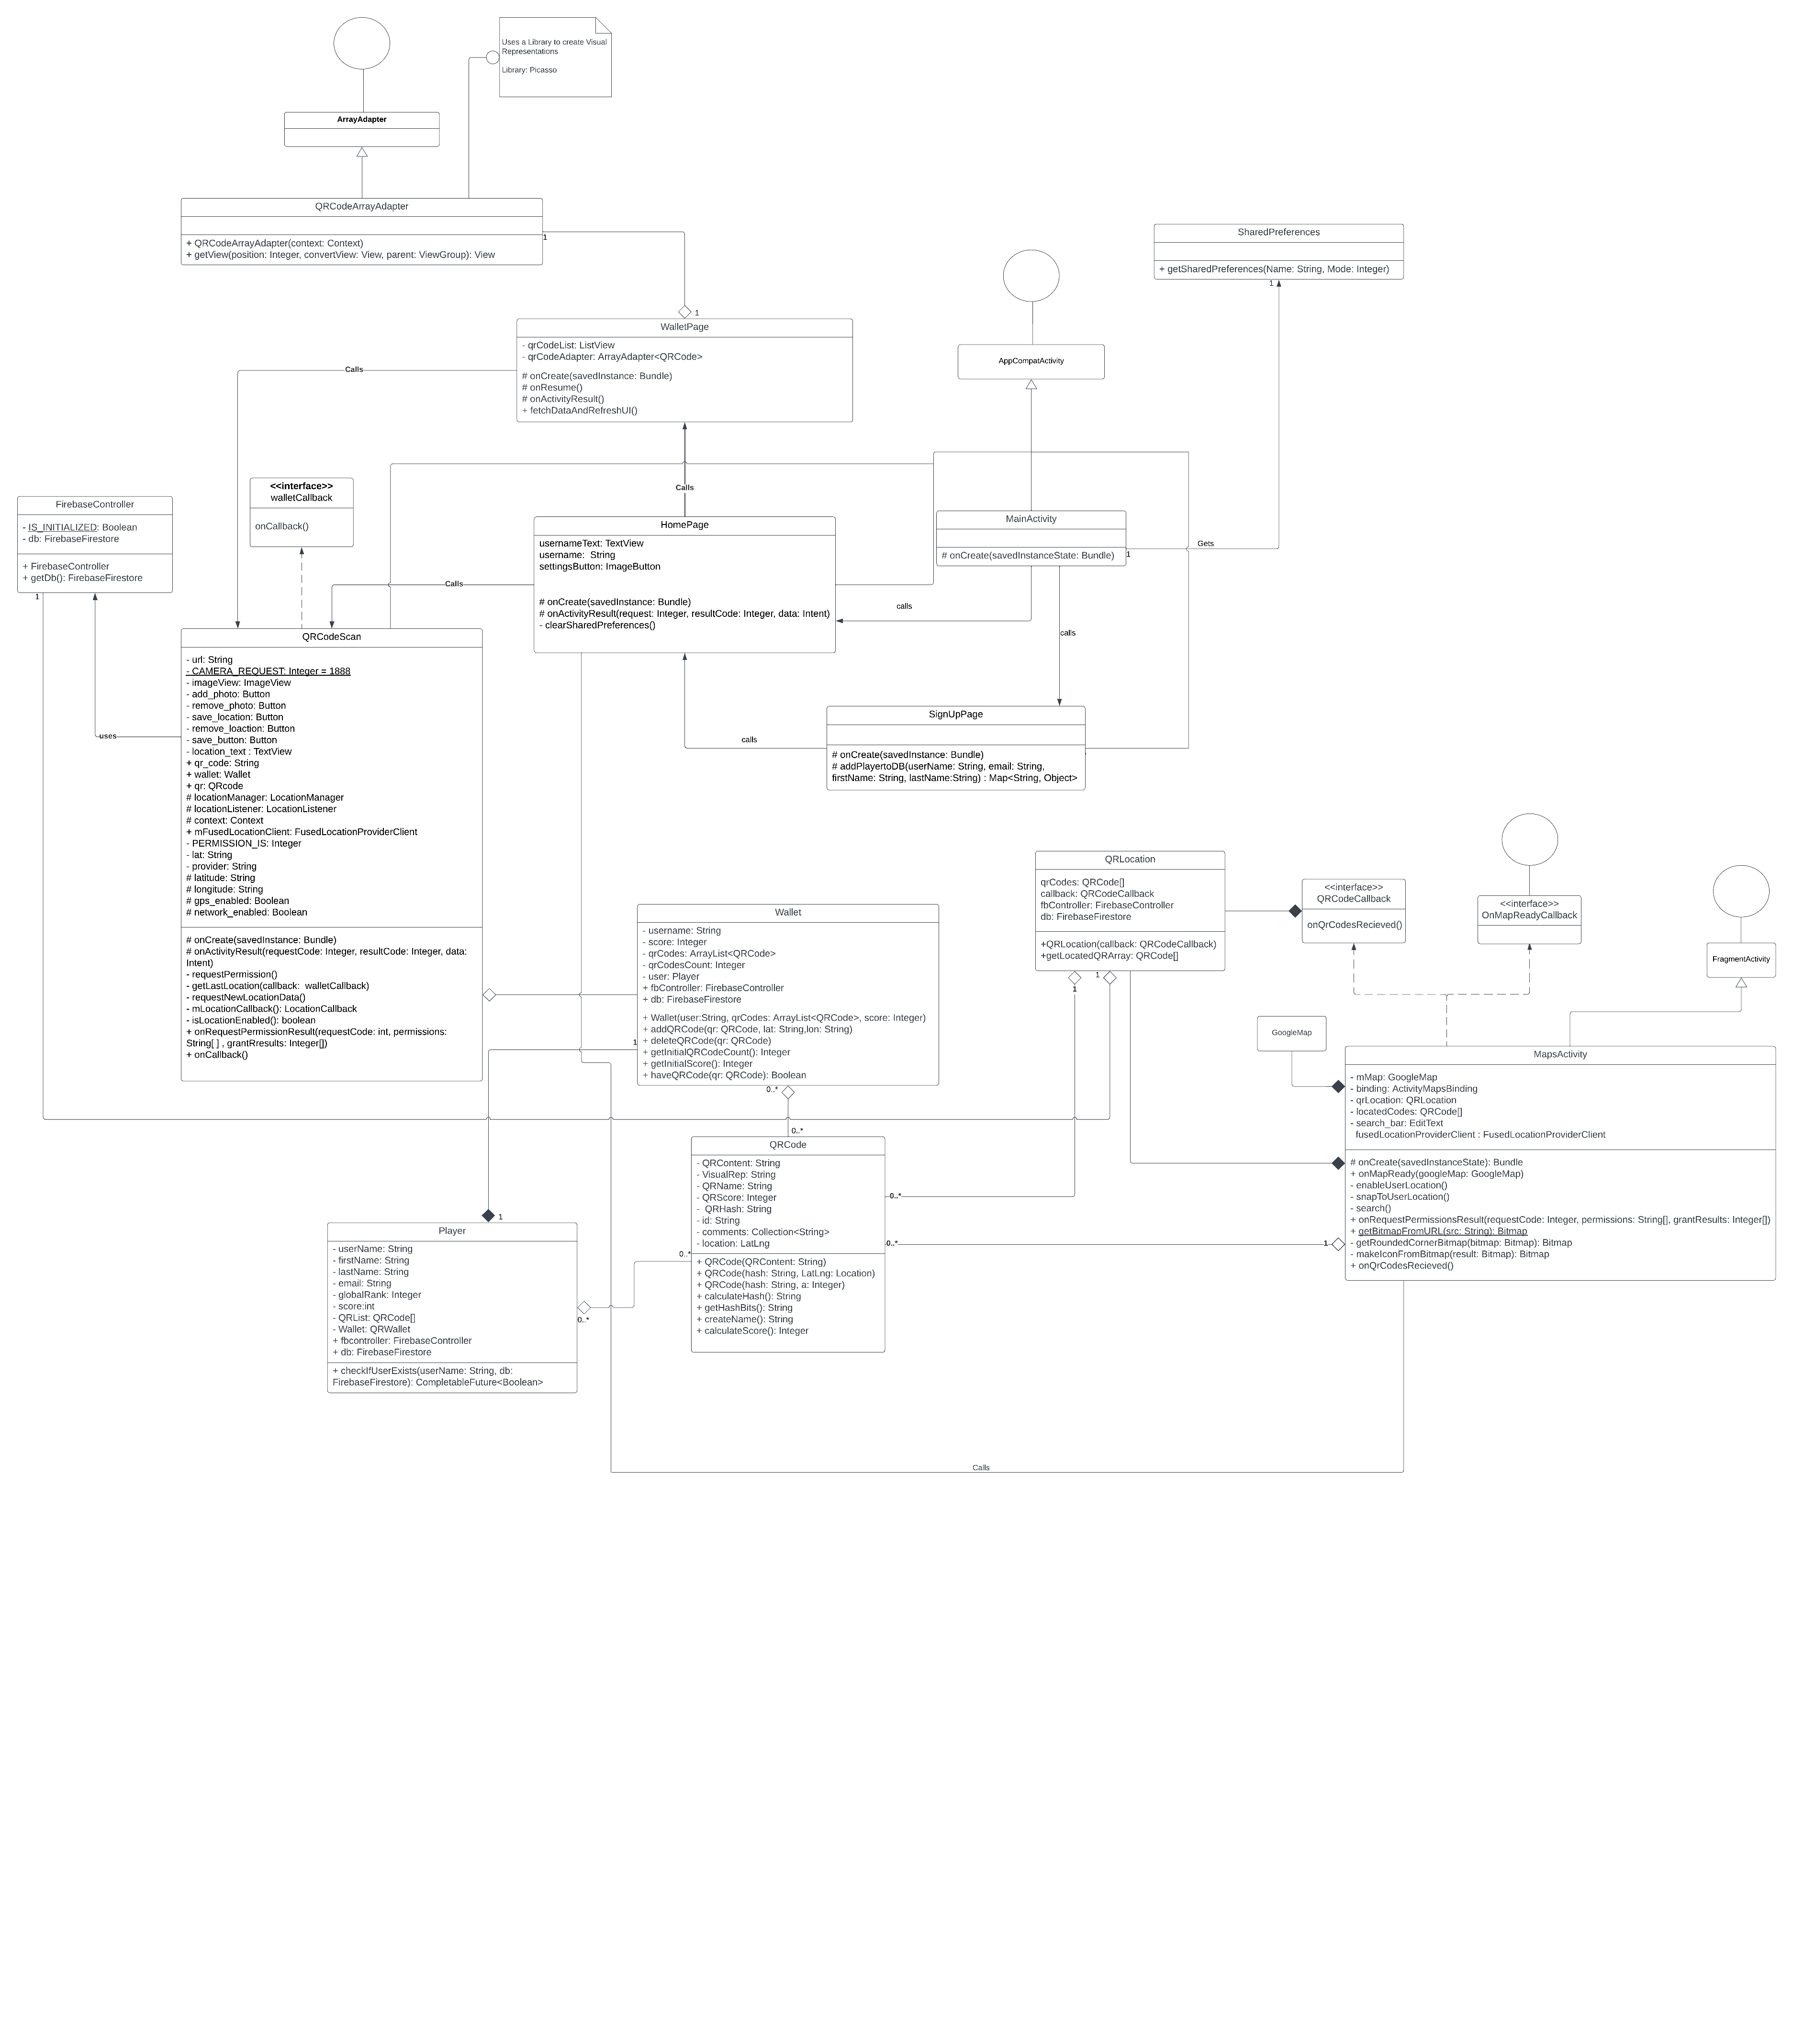 Uses a Library to create Visual
Representations
Library: Picasso
ArrayAdapter
QRCodeArrayAdapter
+ QRCodeArrayAdapter(context: Context)
+ getView(position: Integer, convertView: View, parent: ViewGroup): View
1
1
SharedPreferences
+ getSharedPreferences(Name: String, Mode: Integer)
1
WalletPage
- qrCodeList: ListView
- qrCodeAdapter: ArrayAdapter<QRCode>
# onCreate(savedInstance: Bundle)
# onResume()
# onActivityResult()
+ fetchDataAndRefreshUI()
Calls
AppCompatActivity
<<interface>>
walletCallback
onCallback()
Calls
FirebaseController
- IS_INITIALIZED: Boolean
- db: FirebaseFirestore
+ FirebaseController
+ getDb(): FirebaseFirestore
1
HomePage
usernameText: TextView
username:  String
settingsButton: ImageButton
# onCreate(savedInstance: Bundle)
# onActivityResult(request: Integer, resultCode: Integer, data: Intent)
- clearSharedPreferences()
Calls
MainActivity
# onCreate(savedInstanceState: Bundle)
1
Gets
calls
calls
calls
SignUpPage
# onCreate(savedInstance: Bundle)
# addPlayertoDB(userName: String, email: String,
firstName: String, lastName:String) : Map<String, Object>
uses
QRCodeScan
- url: String
- CAMERA_REQUEST: Integer = 1888
- imageView: ImageView
- add_photo: Button
- remove_photo: Button
- save_location: Button
- remove_loaction: Button
- save_button: Button
- location_text : TextView
+ qr_code: String
+ wallet: Wallet
+ qr: QRcode
# locationManager: LocationManager
# locationListener: LocationListener
# context: Context
+ mFusedLocationClient: FusedLocationProviderClient
- PERMISSION_IS: Integer
- lat: String
- provider: String
# latitude: String
# longitude: String
# gps_enabled: Boolean
# network_enabled: Boolean
# onCreate(savedInstance: Bundle)
# onActivityResult(requestCode: Integer, resultCode: Integer, data:
Intent)
- requestPermission()
- getLastLocation(callback:  walletCallback)
- requestNewLocationData()
- mLocationCallback(): LocationCallback
- isLocationEnabled(): boolean
+ onRequestPermissionResult(requestCode: int, permissions:
String[ ] , grantRresults: Integer[])
+ onCallback()
Wallet
- username: String
- score: Integer
- qrCodes: ArrayList<QRCode>
- qrCodesCount: Integer
- user: Player
+ fbController: FirebaseController
+ db: FirebaseFirestore
+ Wallet(user:String, qrCodes: ArrayList<QRCode>, score: Integer)
+ addQRCode(qr: QRCode, lat: String,lon: String)
+ deleteQRCode(qr: QRCode)
+ getInitialQRCodeCount(): Integer
+ getInitialScore(): Integer
+ haveQRCode(qr: QRCode): Boolean
1
0..*
0..*
QRLocation
qrCodes: QRCode[]
callback: QRCodeCallback
fbController: FirebaseController
db: FirebaseFirestore
+QRLocation(callback: QRCodeCallback)
+getLocatedQRArray: QRCode[]
1
1
<<interface>>
QRCodeCallback
onQrCodesRecieved()
<<interface>>
OnMapReadyCallback
FragmentActivity
GoogleMap
MapsActivity
- mMap: GoogleMap
- binding: ActivityMapsBinding
- qrLocation: QRLocation
- locatedCodes: QRCode[]
- search_bar: EditText
fusedLocationProviderClient : FusedLocationProviderClient
# onCreate(savedInstanceState): Bundle
+ onMapReady(googleMap: GoogleMap)
- enableUserLocation()
- snapToUserLocation()
- search()
+ onRequestPermissionsResult(requestCode: Integer, permissions: String[], grantResults: Integer[])
+ getBitmapFromURL(src: String): Bitmap
- getRoundedCornerBitmap(bitmap: Bitmap): Bitmap
- makeIconFromBitmap(result: Bitmap): Bitmap
+ onQrCodesRecieved()
1
QRCode
- QRContent: String
- VisualRep: String
- QRName: String
- QRScore: Integer
-  QRHash: String
- id: String
- comments: Collection<String>
- location: LatLng
+ QRCode(QRContent: String)
+ QRCode(hash: String, LatLng: Location)
+ QRCode(hash: String, a: Integer)
+ calculateHash(): String
+ getHashBits(): String
+ createName(): String
+ calculateScore(): Integer
0..*
0..*
0..*
1
Player
- userName: String
- firstName: String
- lastName: String
- email: String
- globalRank: Integer
- score:int
- QRList: QRCode[]
- Wallet: QRWallet
+ fbcontroller: FirebaseController
+ db: FirebaseFirestore
+ checkIfUserExists(userName: String, db:
FirebaseFirestore): CompletableFuture<Boolean>
0..*
Calls